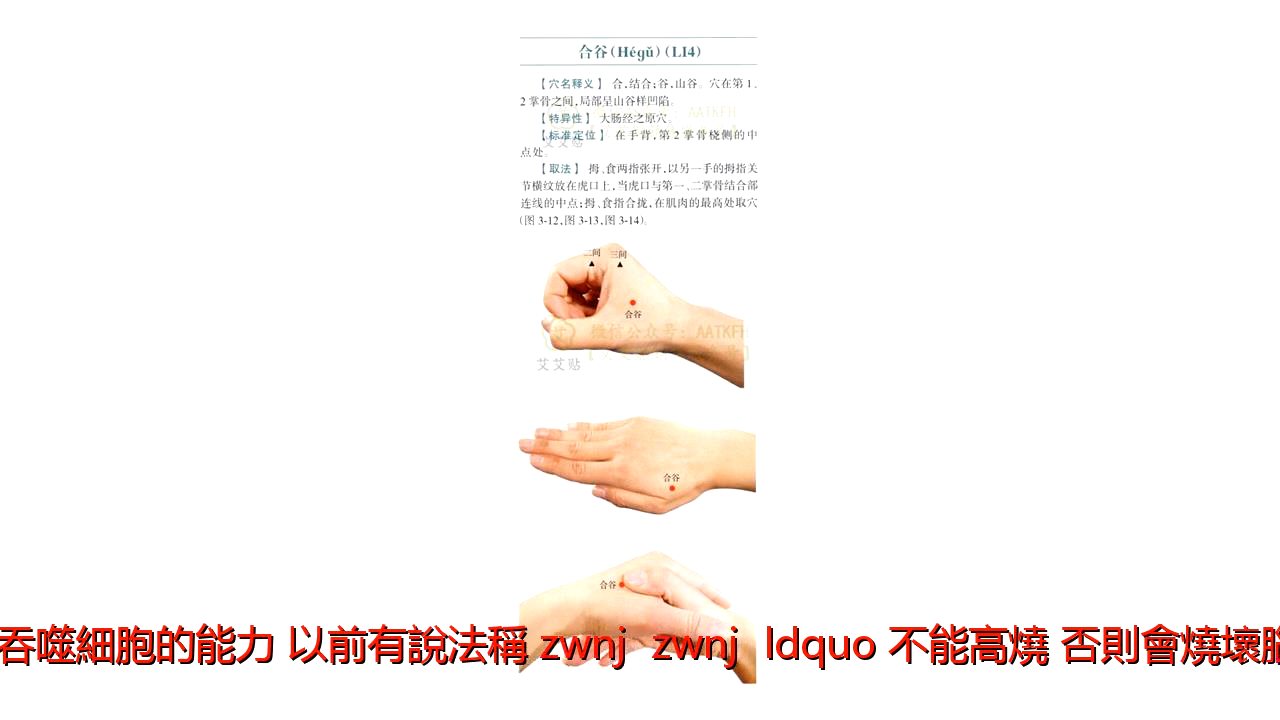 合谷(Hégǔ)(LI4)
【穴名释义】 合,结合;谷,山谷。穴在第1、
2掌骨之间,局部呈山谷样凹陷。
【特异性】 大肠经之原穴。
【标准定位】 在手背,第2掌骨桡侧的中
点处。
【取法】 拇、食两指张开,以另一手的拇指关
节横纹放在虎口上,当虎口与第一、二掌骨结合部
连线的中点;拇、食指合拢,在肌肉的最高处取穴
(图3-12,图3-13,图3-14)。
二间 三间
合谷
微信公众号:AATKFH
艾艾贴
合谷
合谷
吞噬細胞的能力 以前有說法稱 zwnj zwnj ldquo 不能高燒 否則會燒壞腦